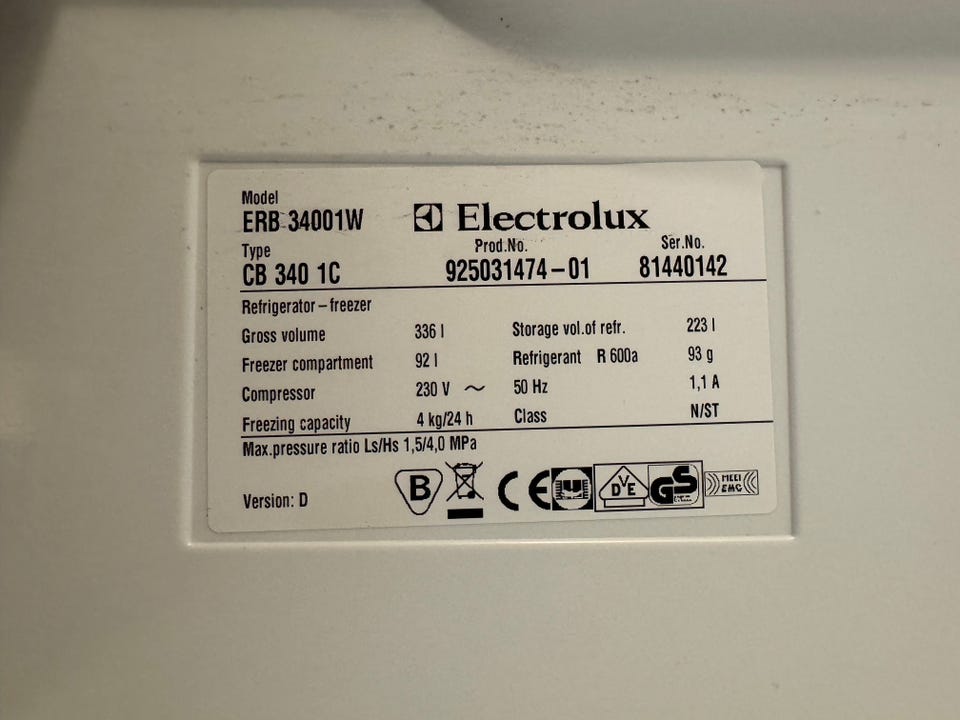 Model
ERB 34001W
Electrolux
Type
Prod.No.
Ser.No.
CB 340 1C
925031474-01
81440142
Refrigerator-freezer
Gross volume 336 l Storage vol.of refr. 223 l
Freezer compartment 92 l Refrigerant R 600a 93 g
Compressor 230 V ~ 50 Hz 1,1 A
Freezing capacity 4 kg/24 h Class N/ST
Max.pressure ratio Ls/Hs 1,5/4,0 MPa
Version: D
B
CE
DVE
GS
EMC